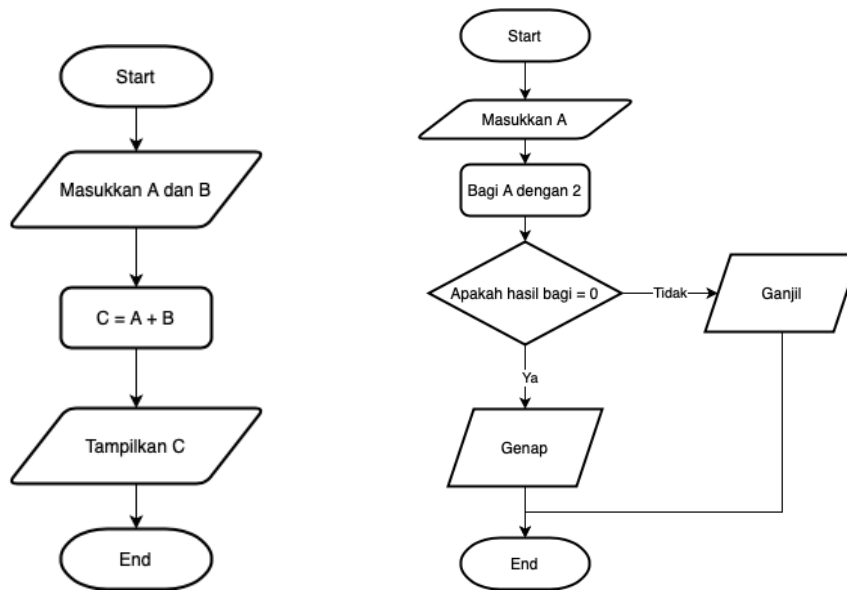 Start
Masukkan A dan B
C = A + B
Tampilkan C
End
Start
Masukkan A
Bagi A dengan 2
Apakah hasil bagi = 0
Tidak
Ganjil
Ya
Genap
End